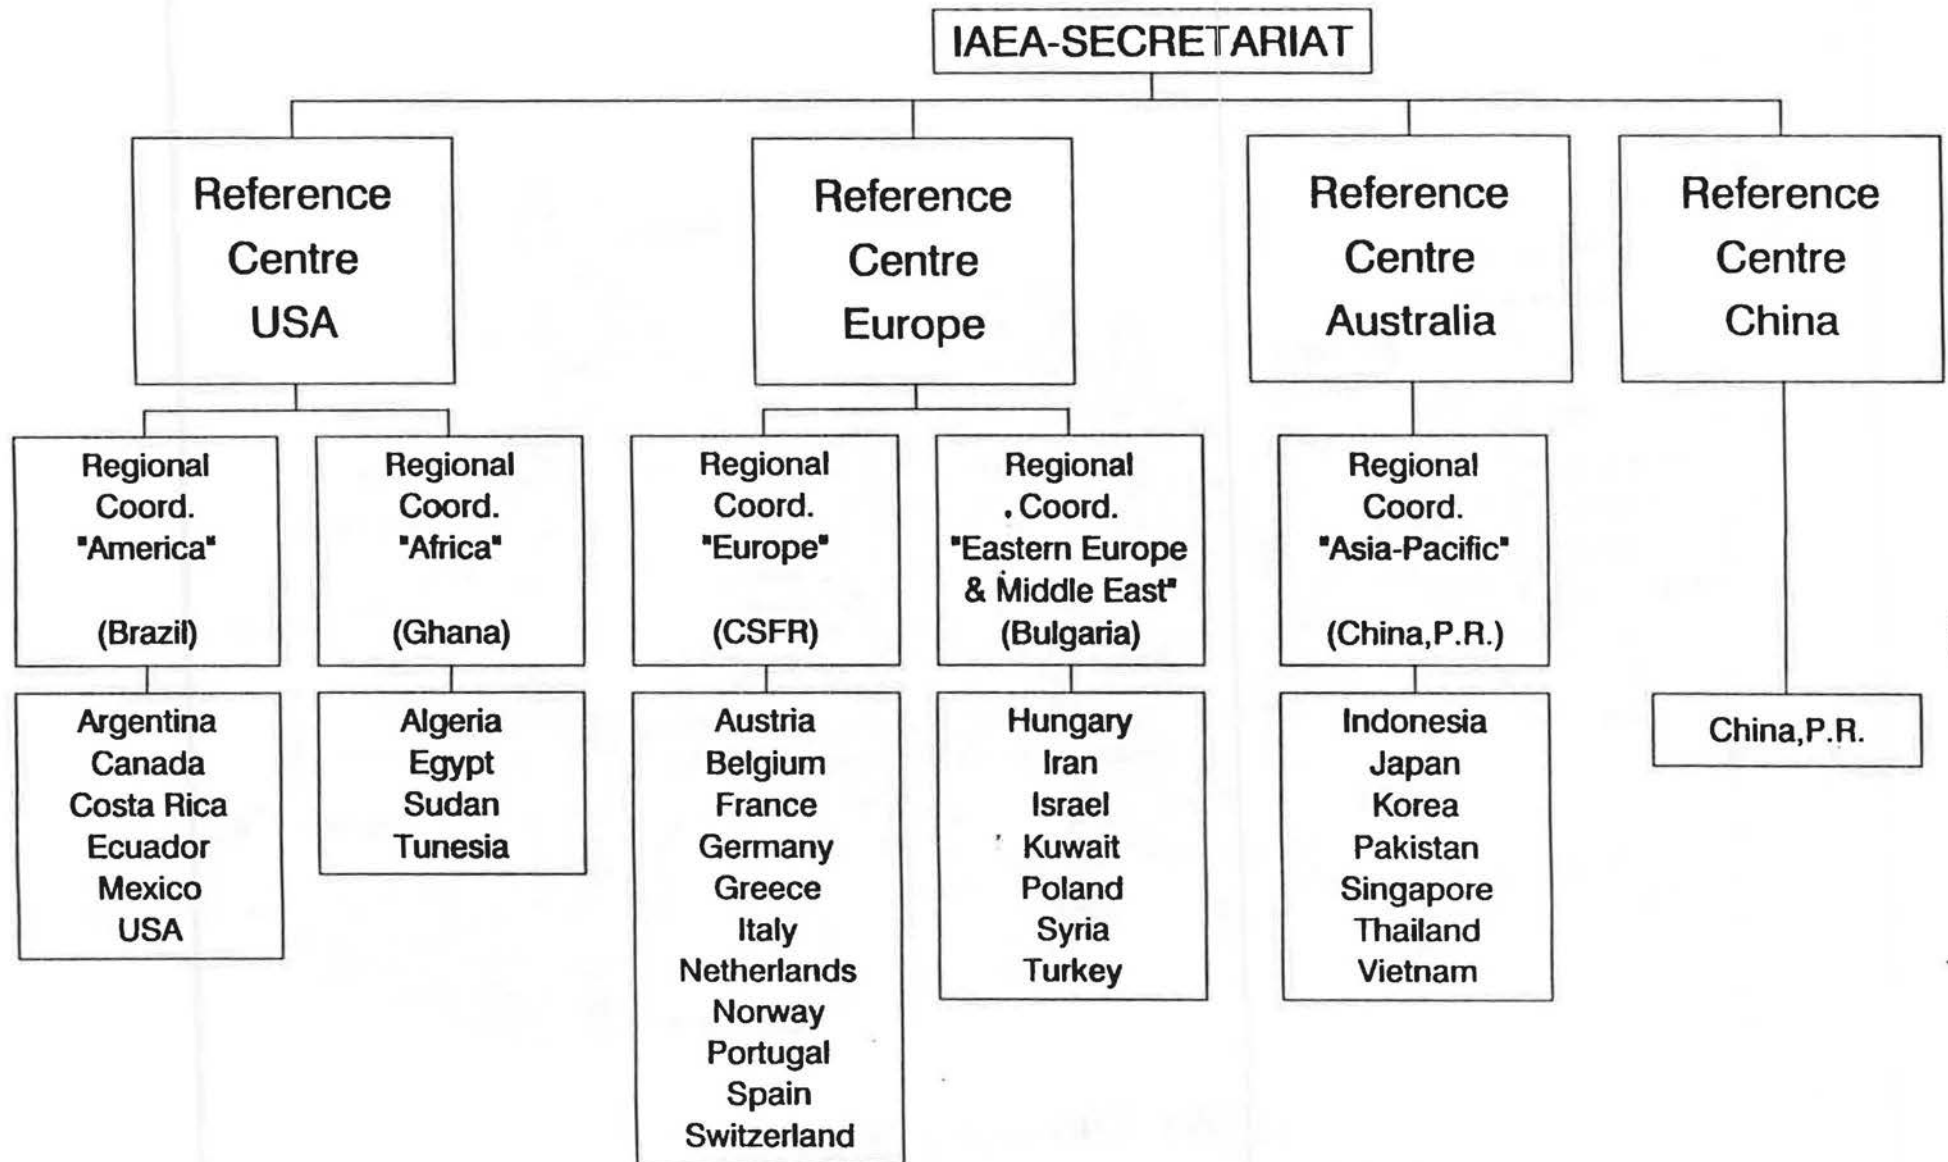 IAEA-SECRETARIAT
Reference
Centre
USA
Reference
Centre
Europe
Reference
Centre
Australia
Reference
Centre
China
Regional
Coord.
"America"
(Brazil)
Regional
Coord.
"Africa"
(Ghana)
Regional
Coord.
"Europe"
(CSFR)
Regional
Coord.
"Eastern Europe
& Middle East"
(Bulgaria)
Regional
Coord.
"Asia-Pacific"
(China,P.R.)
Argentina
Canada
Costa Rica
Ecuador
Mexico
USA
Algeria
Egypt
Sudan
Tunesia
Austria
Belgium
France
Germany
Greece
Italy
Netherlands
Norway
Portugal
Spain
Switzerland
Hungary
Iran
Israel
Kuwait
Poland
Syria
Turkey
Indonesia
Japan
Korea
Pakistan
Singapore
Thailand
Vietnam
China,P.R.